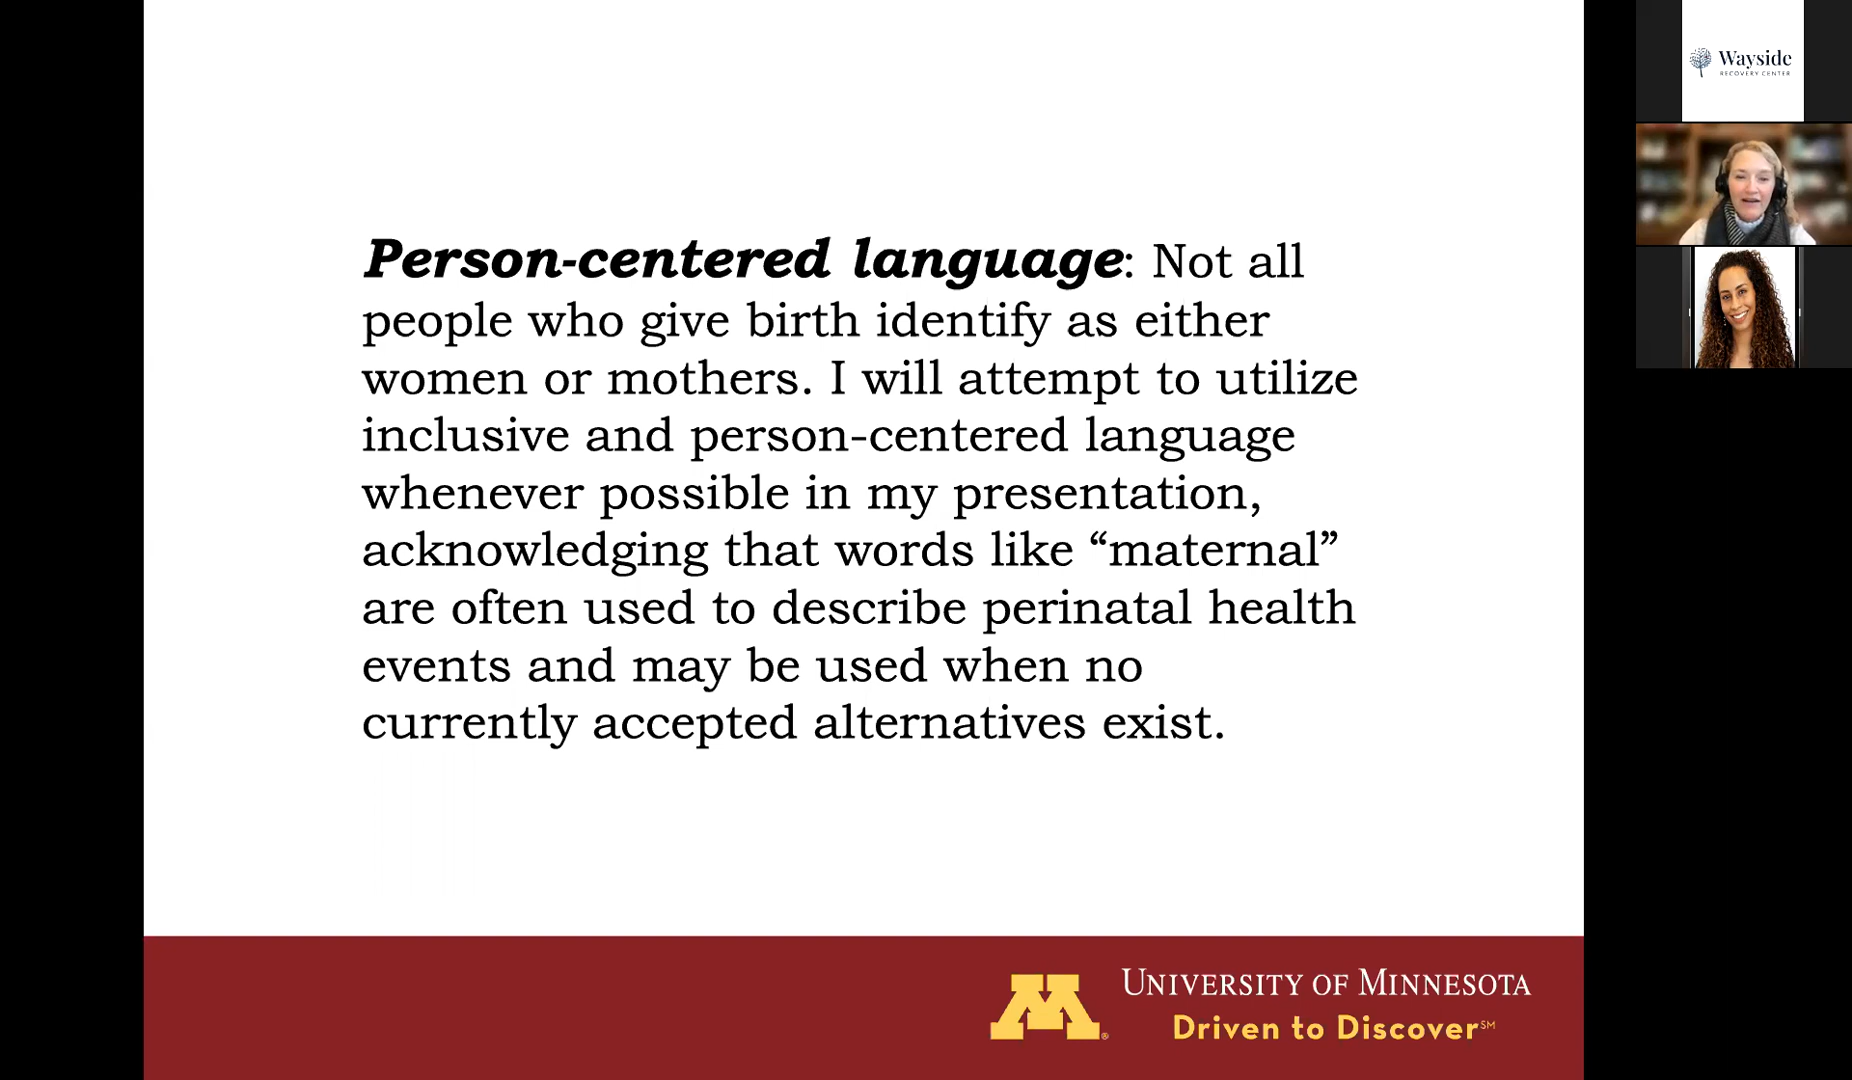 Person-centered language: Not all
people who give birth identify as either
women or mothers. I will attempt to utilize
inclusive and person-centered language
whenever possible in my presentation,
acknowledging that words like “maternal”
are often used to describe perinatal health
events and may be used when no
currently accepted alternatives exist.
M®
UNIVERSITY OF MINNESOTA
Driven to Discover℠
Wayside
RECOVERY CENTER